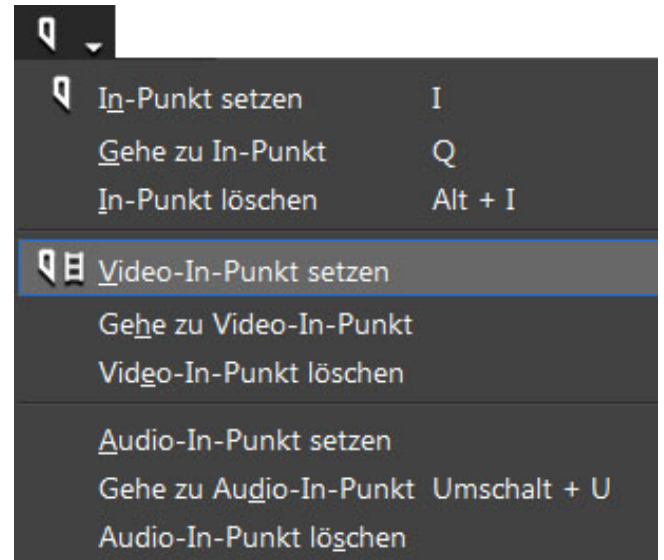 In-Punkt setzen I
Gehe zu In-Punkt Q
In-Punkt löschen Alt + I
Video-In-Punkt setzen
Gehe zu Video-In-Punkt
Video-In-Punkt löschen
Audio-In-Punkt setzen
Gehe zu Audio-In-Punkt Umschalt + U
Audio-In-Punkt löschen